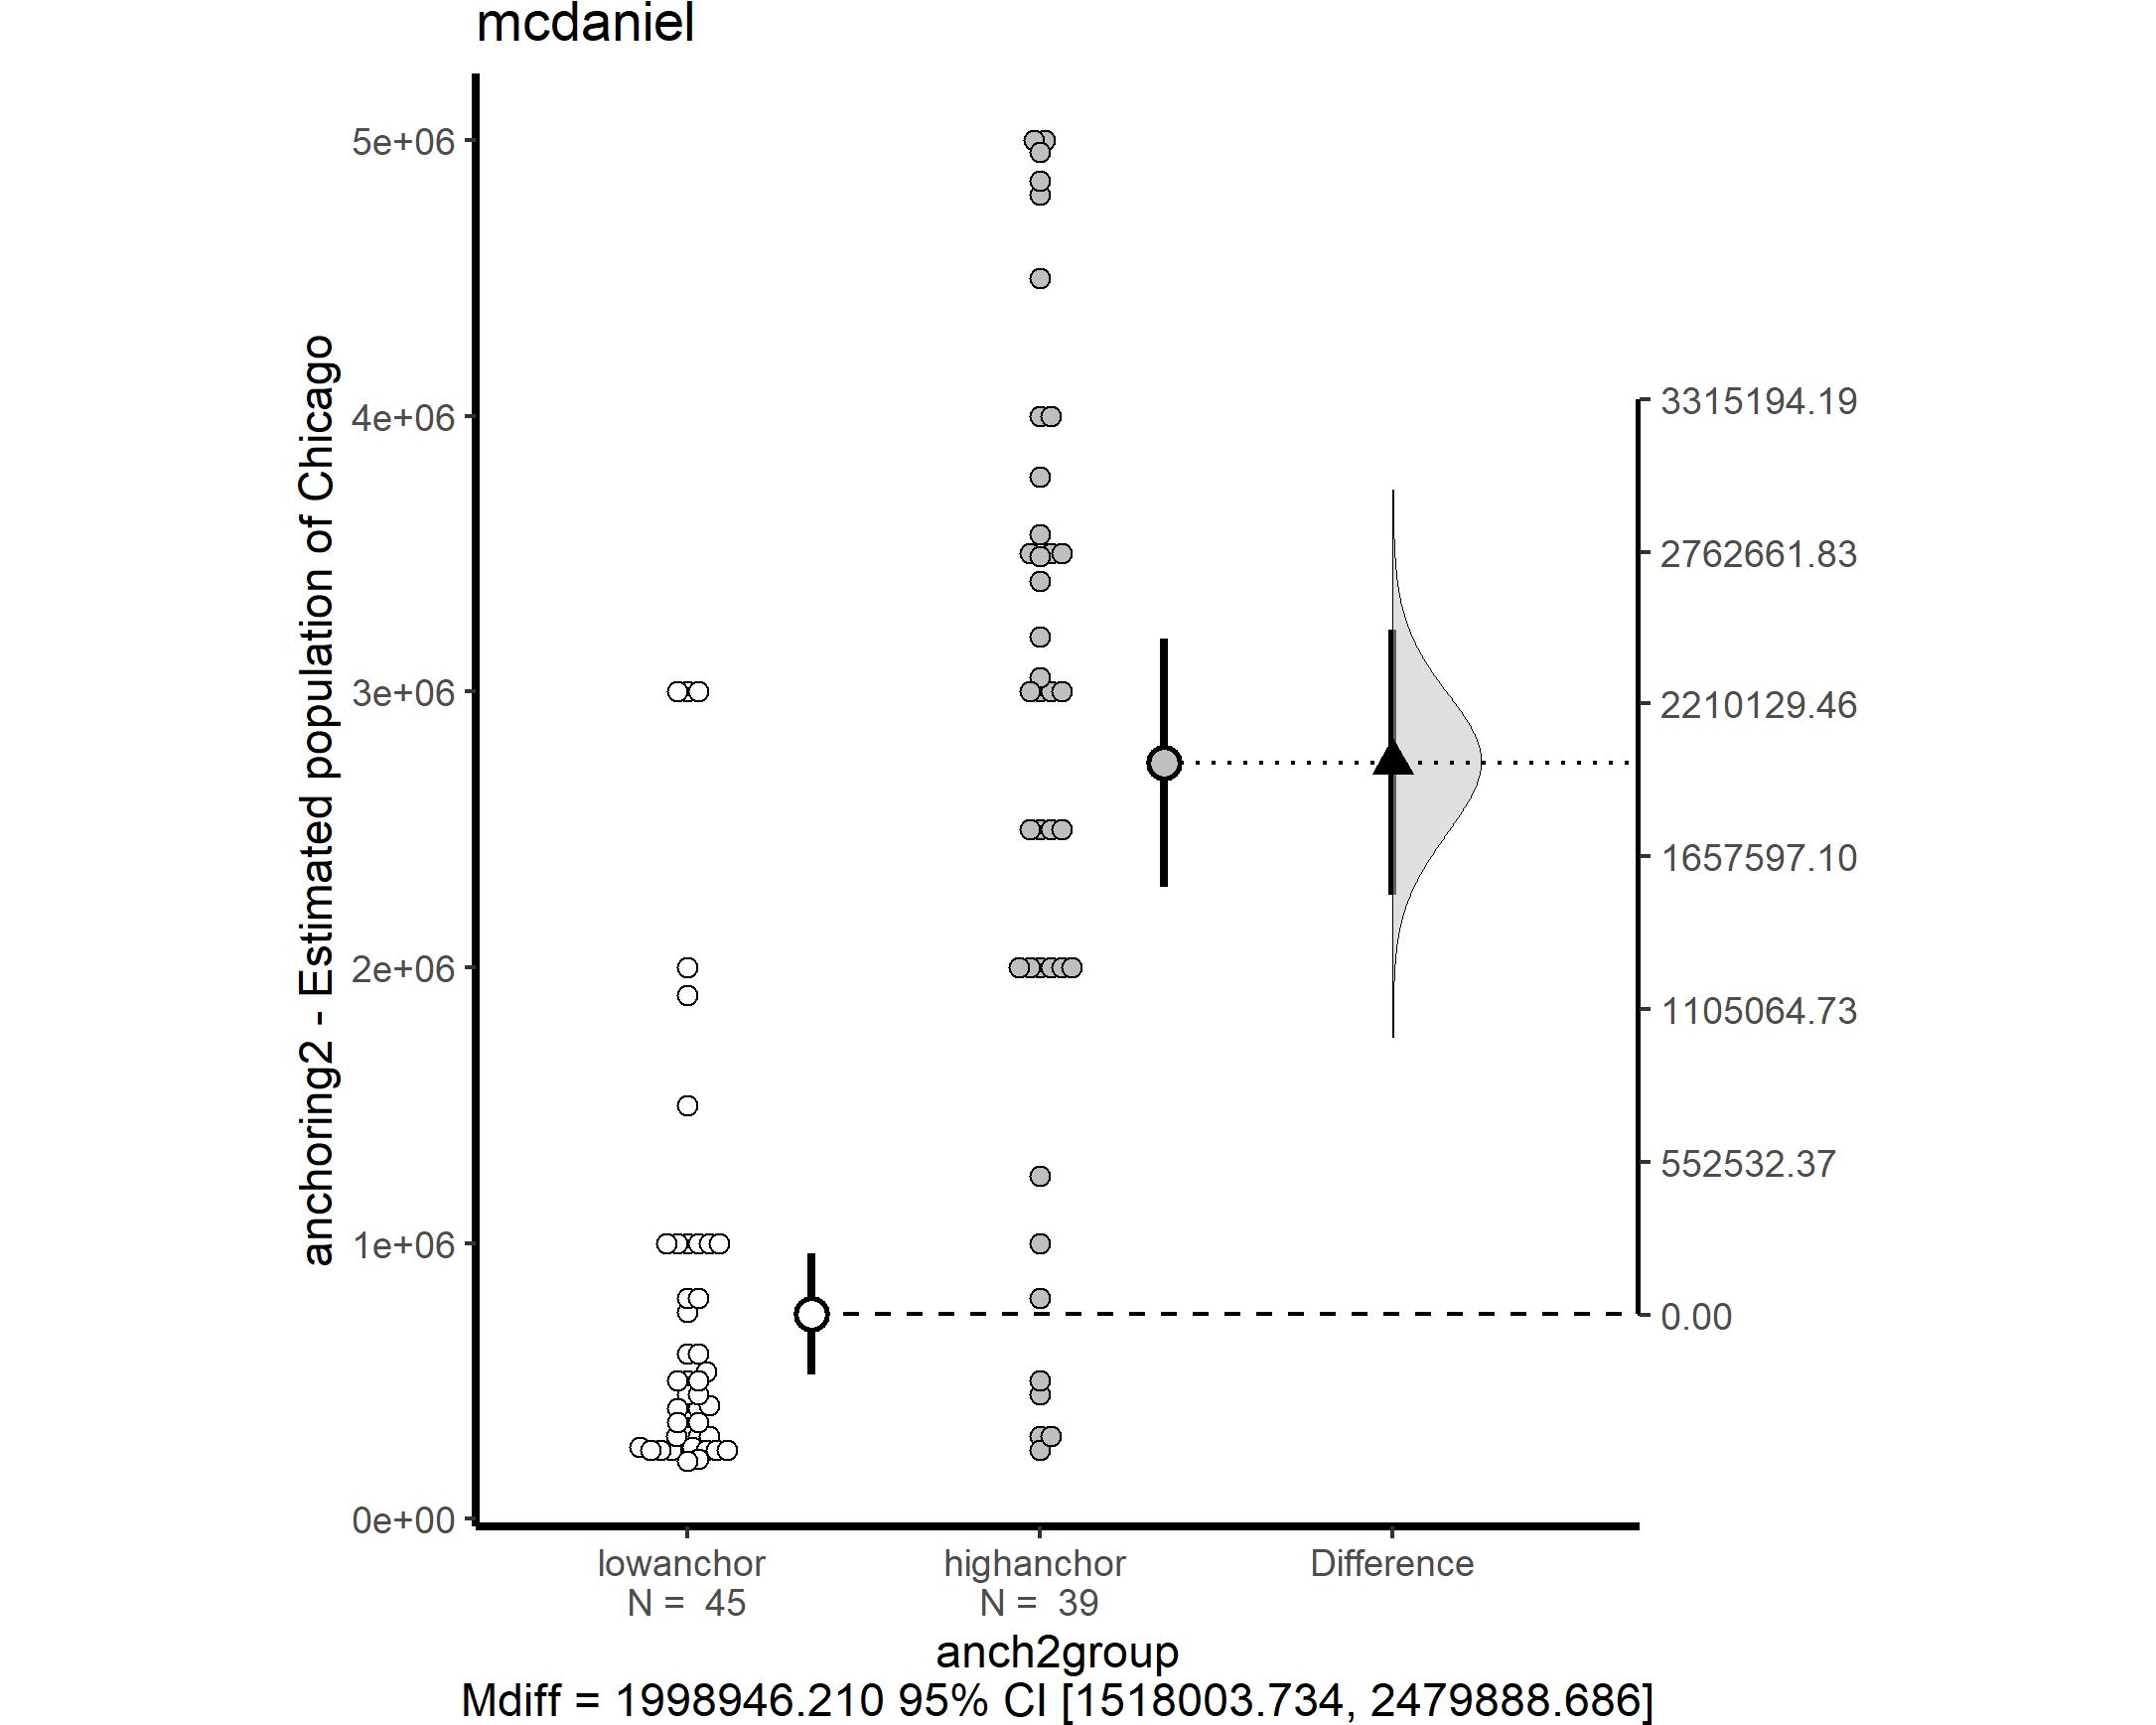 mcdaniel
anchoring2 - Estimated population of Chicago
5e+06
4e+06
3e+06
2e+06
1e+06
0e+00
3315194.19
2762661.83
2210129.46
1657597.10
1105064.73
552532.37
0.00
lowanchor
N =  45
highanchor
N =  39
Difference
anch2group
Mdiff = 1998946.210 95% CI [1518003.734, 2479888.686]